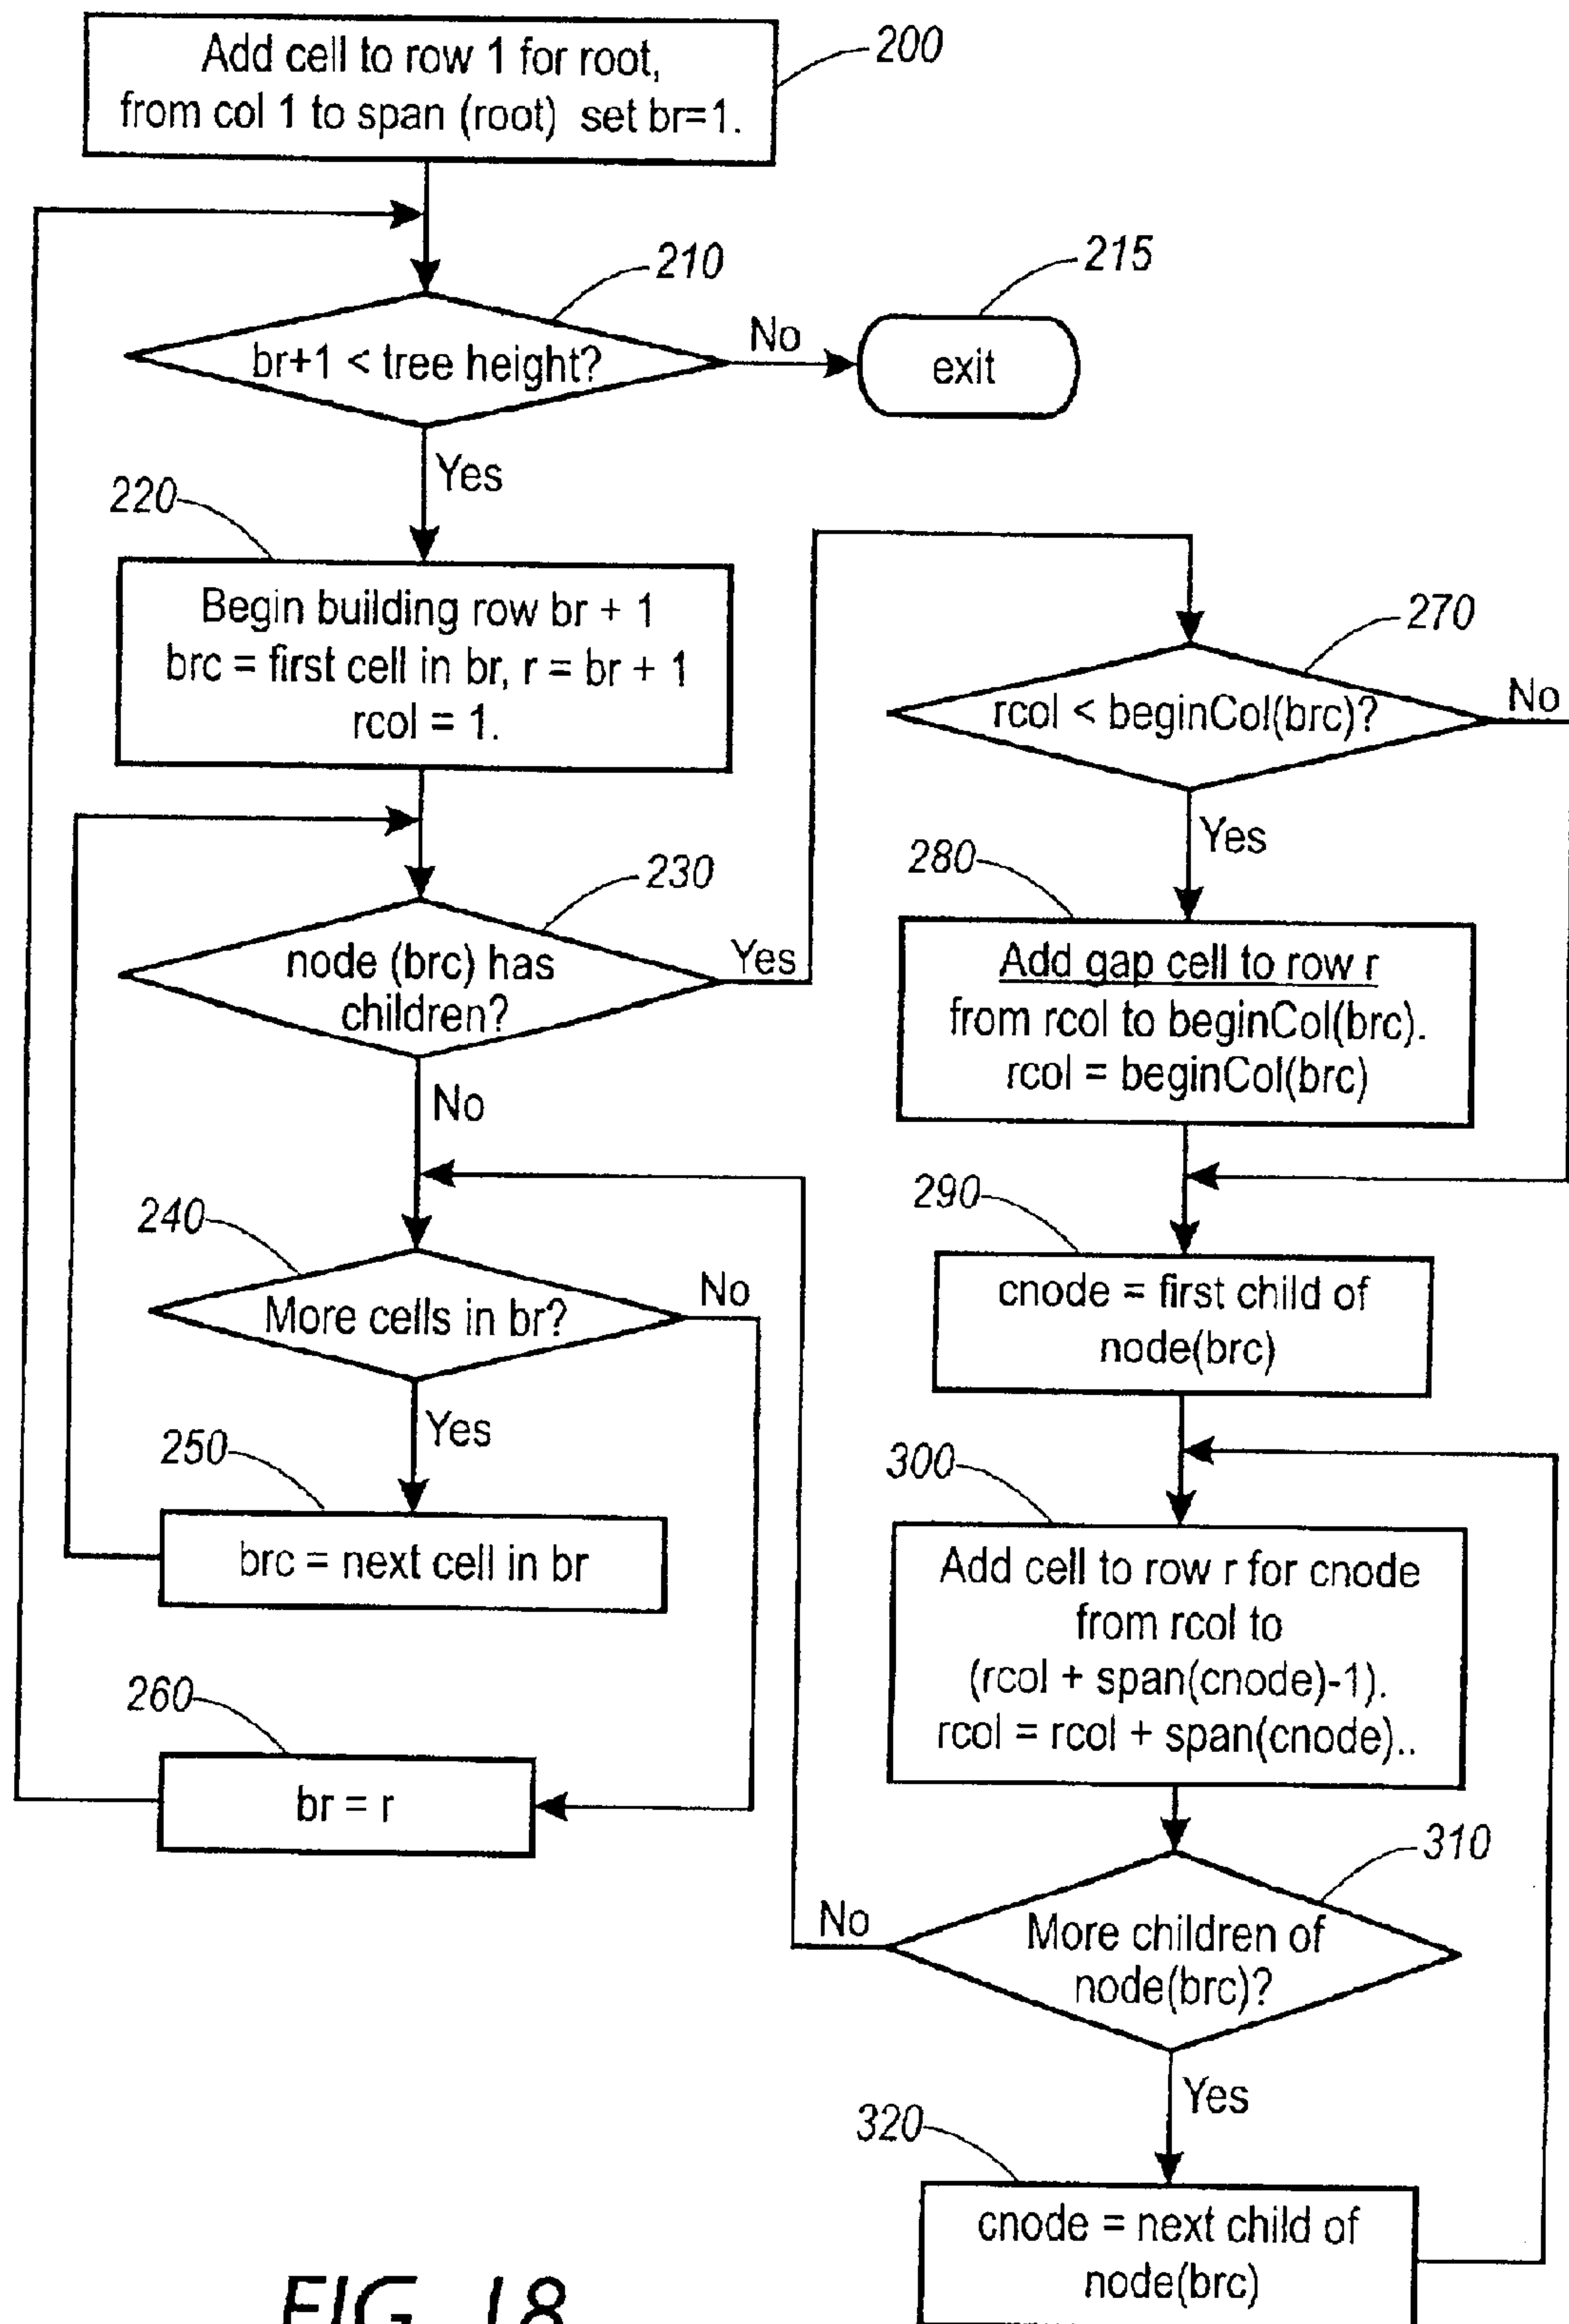 Add cell to row 1 for root,
from col 1 to span (root) set br=1.
200
210
br+1 < tree height?
No
215
exit
Yes
220
Begin building row br + 1
brc = first cell in br, r = br + 1
rcol = 1.
230
node (brc) has
children?
Yes
No
240
More cells in br?
No
Yes
250
brc = next cell in br
260
br = r
270
rcol < beginCol(brc)?
No
Yes
280
Add gap cell to row r
from rcol to beginCol(brc).
rcol = beginCol(brc)
290
cnode = first child of
node(brc)
300
Add cell to row r for cnode
from rcol to
(rcol + span(cnode)-1).
rcol = rcol + span(cnode)..
310
More children of
node(brc)?
No
Yes
320
cnode = next child of
node(brc)
FIG. 18